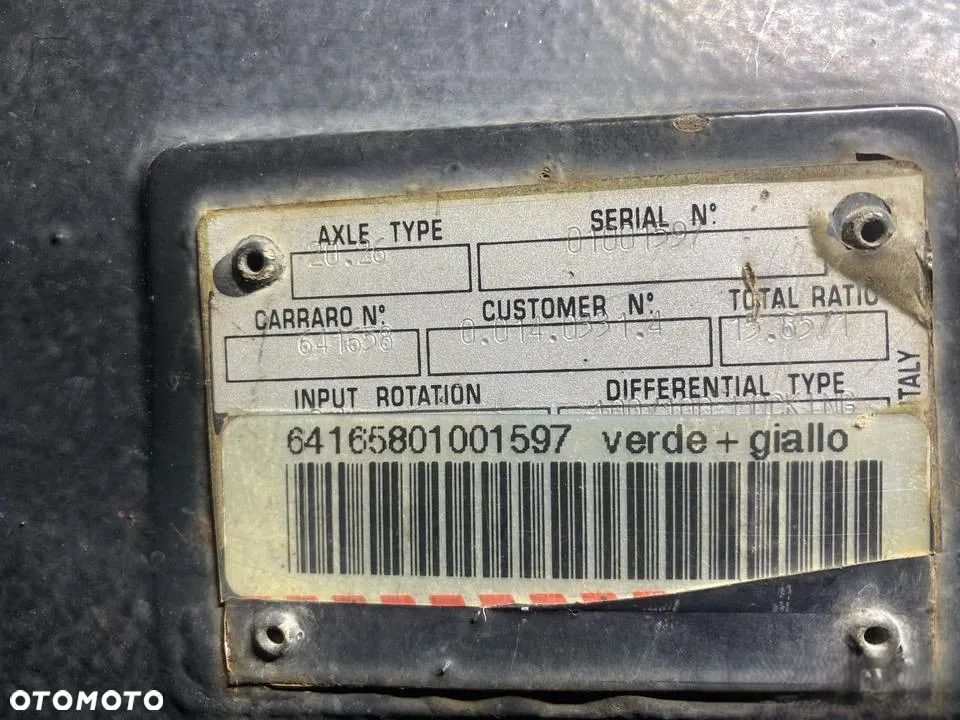 AXLE TYPE SERIAL N°:
20.26 01001597
CARRARO N°: CUSTOMER N°: TOTAL RATIO
641658 0.014.0331.4
INPUT ROTATION DIFFERENTIAL TYPE
ITALY
64165801001597 verde + giallo
OTOMOTO